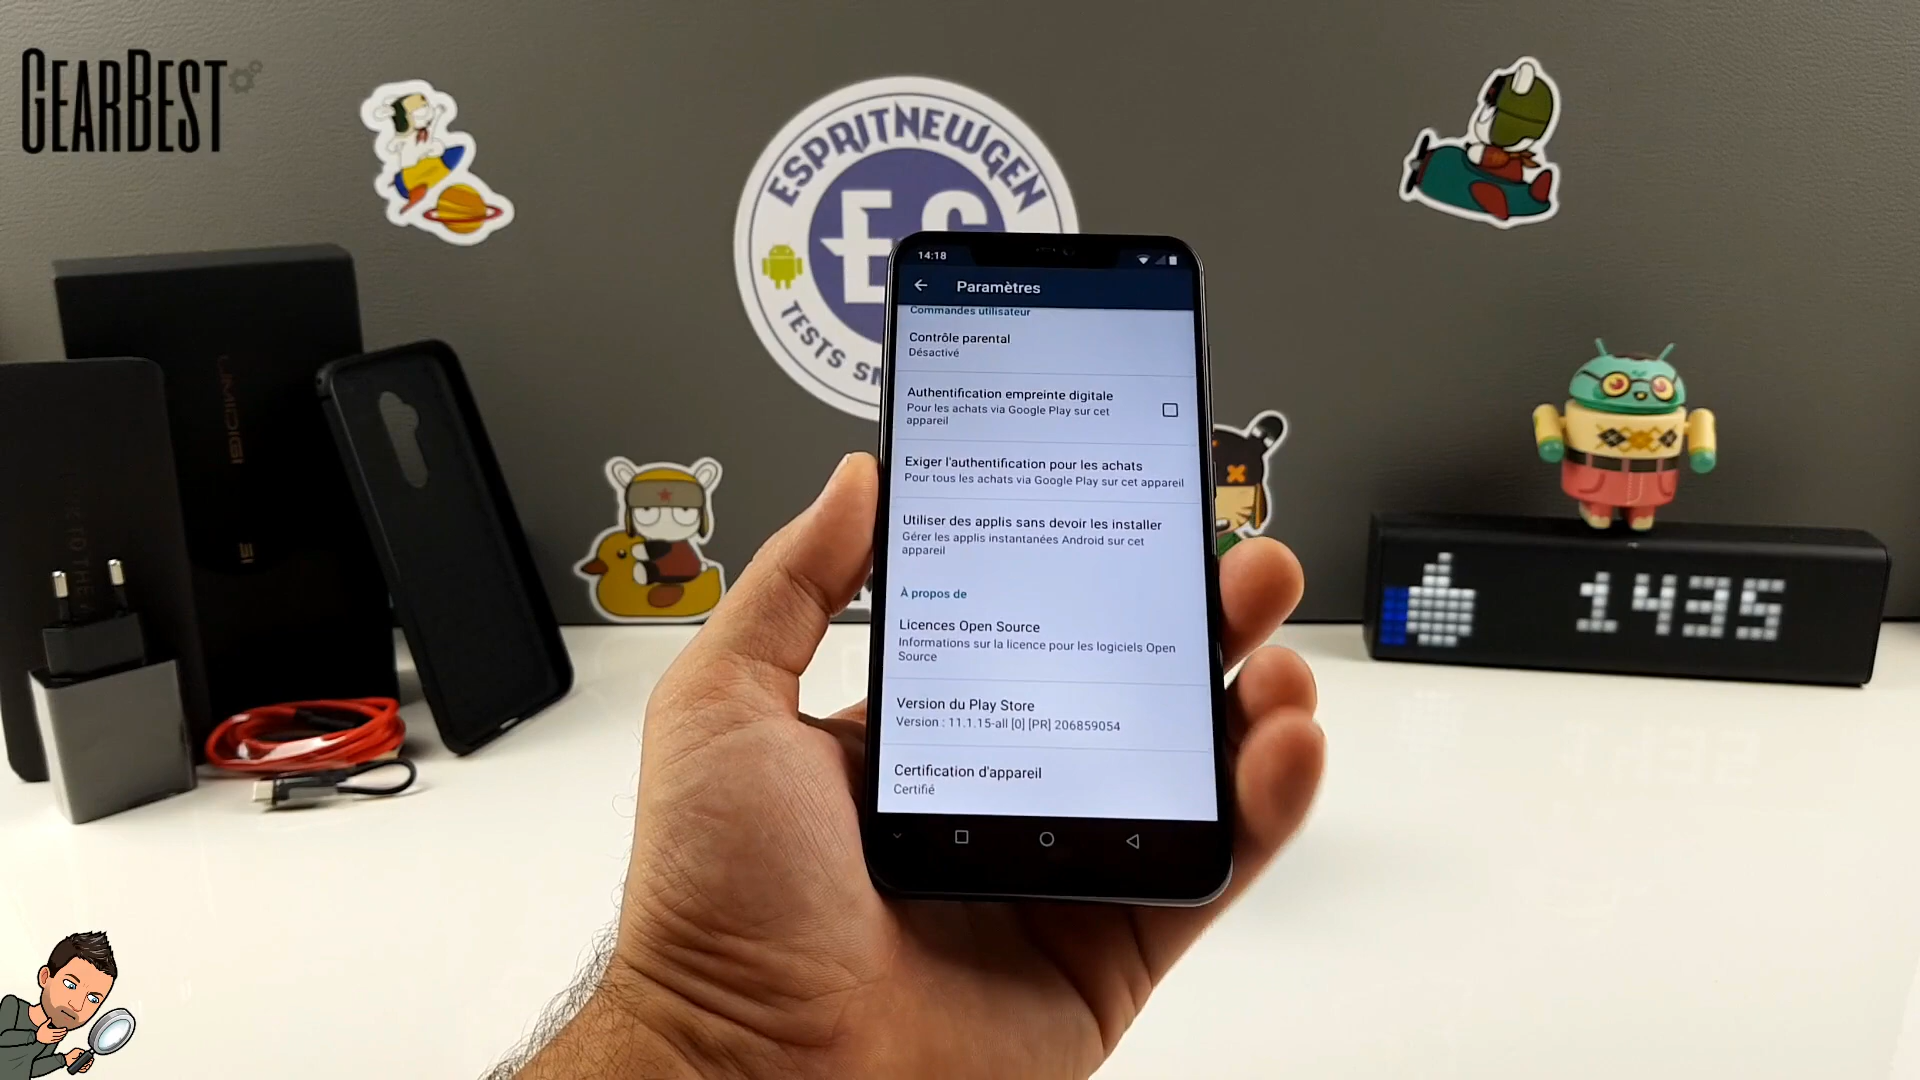 GEARBEST
ESPRITNEWGEN
TESTS
UMIDIGI
14:18
Paramètres
Commandes utilisateur
Contrôle parental
Désactivé
Authentification empreinte digitale
Pour les achats via Google Play sur cet
appareil
Exiger l'authentification pour les achats
Pour tous les achats via Google Play sur cet appareil
Utiliser des applis sans devoir les installer
Gérer les applis instantanées Android sur cet
appareil
À propos de
Licences Open Source
Informations sur la licence pour les logiciels Open
Source
Version du Play Store
Version : 11.1.15-all [0] [PR] 206859054
Certification d'appareil
Certifié
1435